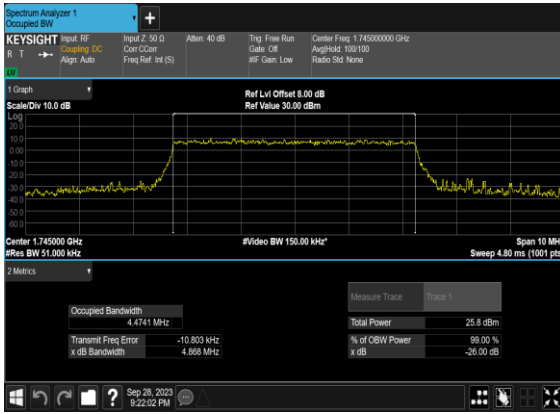 Spectrum Analyzer 1
Occupied BW
KEYSIGHT
R T
LXI
Input: RF
Coupling: DC
Align: Auto
Input Z: 50 Ω
Corr CCorr
Freq Ref: Int (S)
Atten: 40 dB
Trig: Free Run
Gate: Off
#IF Gain: Low
Center Freq: 1.745000000 GHz
Avg|Hold: 100/100
Radio Std: None
1 Graph
Scale/Div 10.0 dB
Ref Lvl Offset 8.00 dB
Ref Value 30.00 dBm
Log
20.0
10.0
0.00
-10.0
-20.0
-30.0
-40.0
-50.0
-60.0
Center 1.745000 GHz
#Res BW 51.000 kHz
#Video BW 150.00 kHz*
Span 10 MH
Sweep 4.80 ms (1001 pts
2 Metrics
Measure Trace Trace 1
Occupied Bandwidth
4.4741 MHz
Total Power 25.8 dBm
Transmit Freq Error -10.803 kHz
% of OBW Power 99.00 %
x dB Bandwidth 4.868 MHz
x dB -26.00 dB
?
Sep 28, 2023
9:22:02 PM